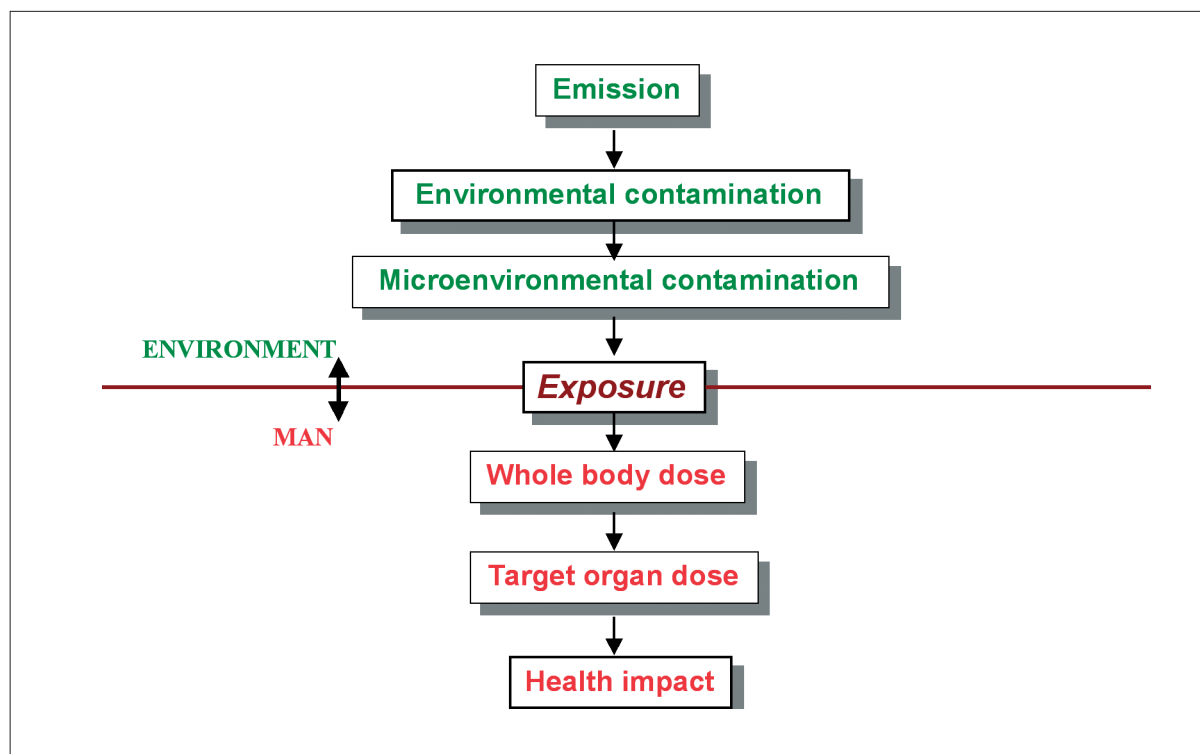 Emission
Environmental contamination
Microenvironmental contamination
ENVIRONMENT
Exposure
MAN
Whole body dose
Target organ dose
Health impact